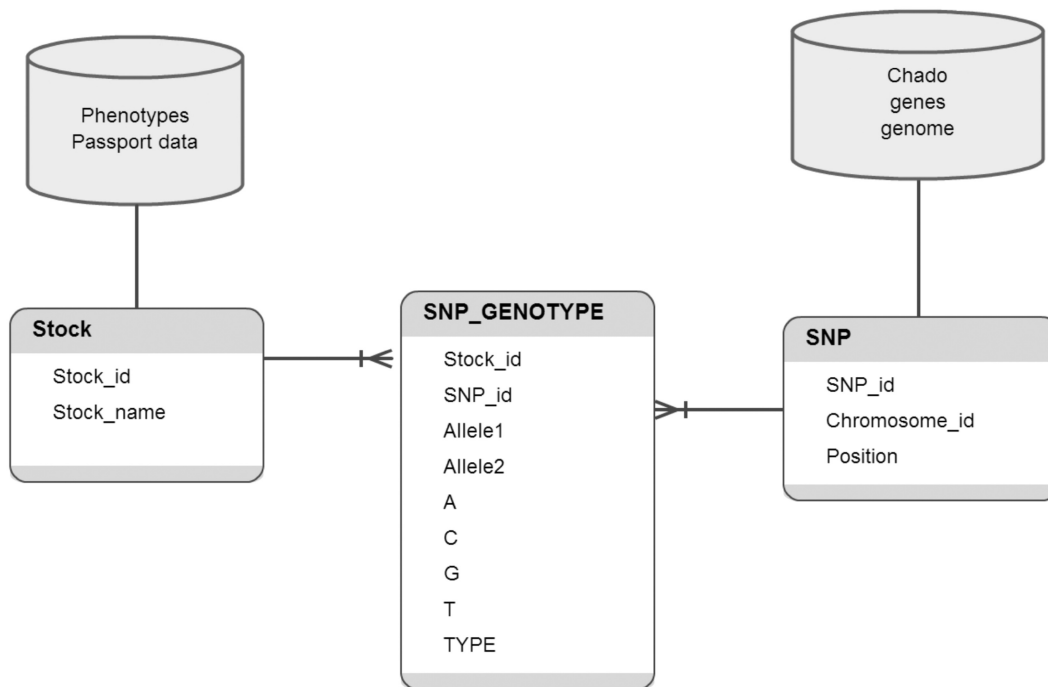 Phenotypes
Passport data
Chado
genes
genome
Stock
Stock_id
Stock_name
SNP_GENOTYPE
Stock_id
SNP_id
Allele1
Allele2
A
C
G
T
TYPE
SNP
SNP_id
Chromosome_id
Position